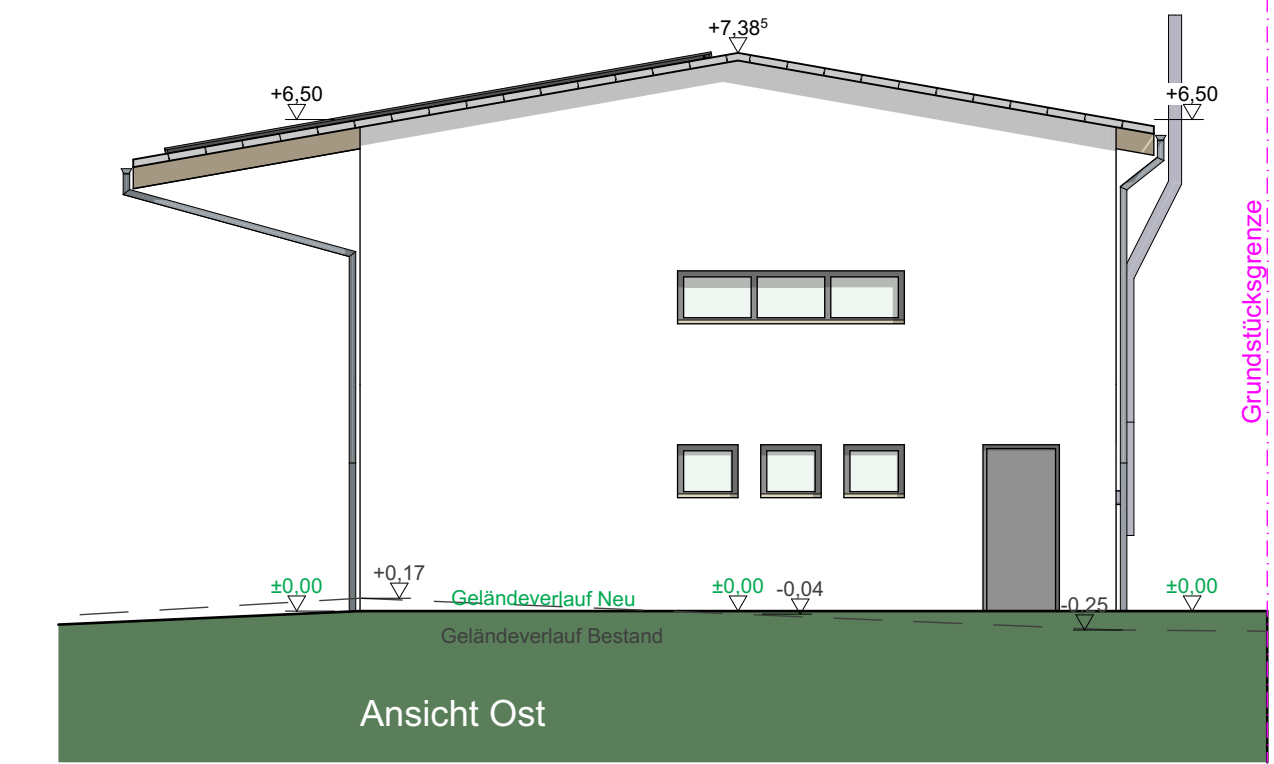 +7,38⁵
+6,50
+6,50
Grundstücksgrenze
+0,17
±0,00
±0,00
-0,04
±0,00
Geländeverlauf Neu
-0,25
Geländeverlauf Bestand
Ansicht Ost